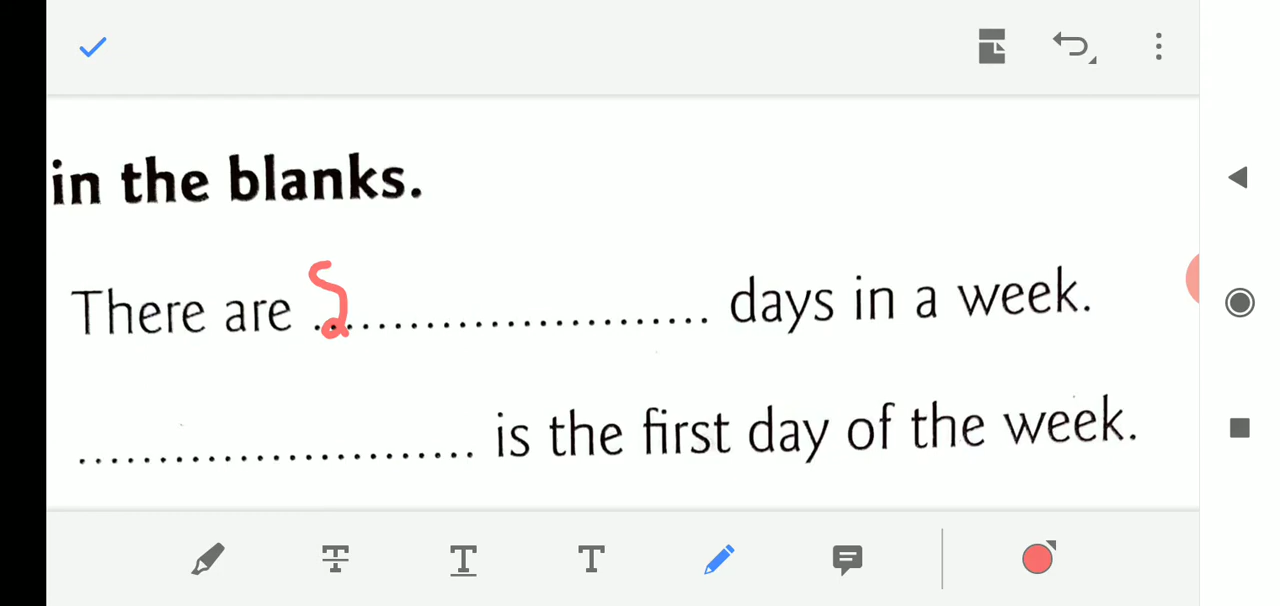 in the blanks.
There are S........................ days in a week.
......................... is the first day of the week.